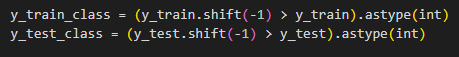 y_train_class = (y_train.shift(-1) > y_train).astype(int)
y_test_class = (y_test.shift(-1) > y_test).astype(int)